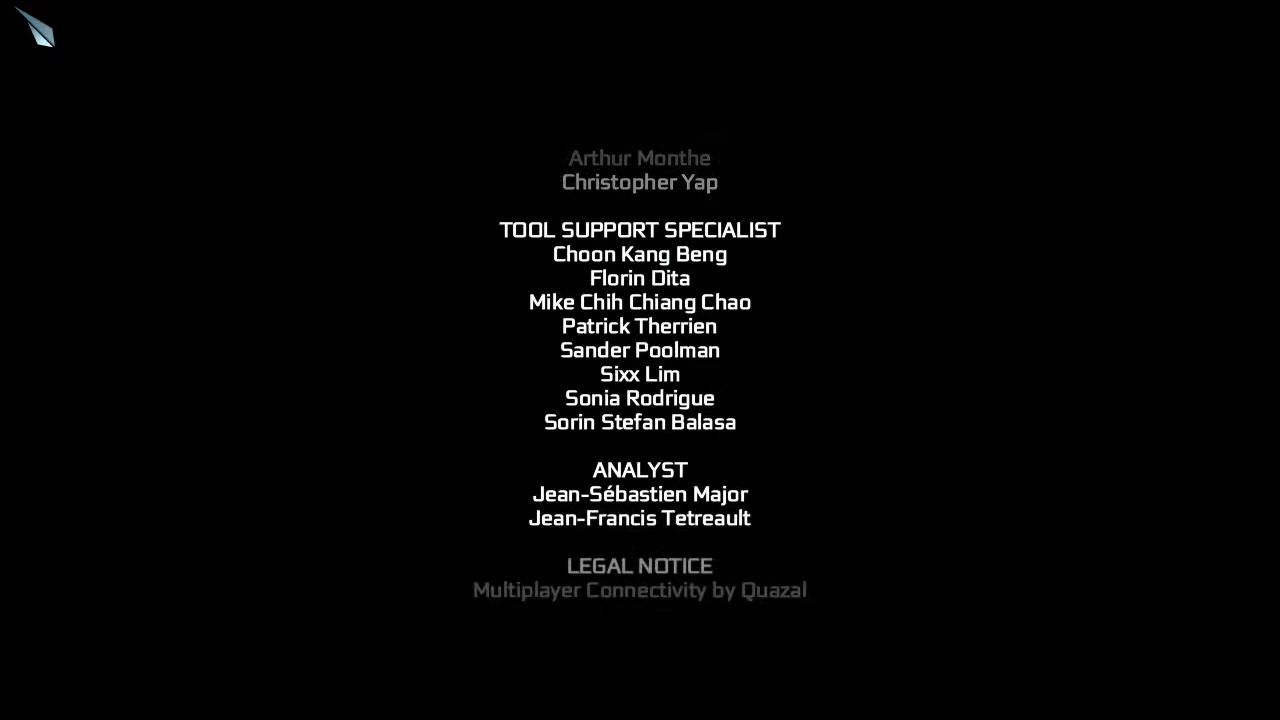 Arthur Monthe
Christopher Yap
TOOL SUPPORT SPECIALIST
Choon Kang Beng
Florin Dita
Mike Chih Chiang Chao
Patrick Therrien
Sander Poolman
Sixx Lim
Sonia Rodrigue
Sorin Stefan Balasa
ANALYST
Jean-Sébastien Major
Jean-Francis Tetreault
LEGAL NOTICE
Multiplayer Connectivity by Quazal